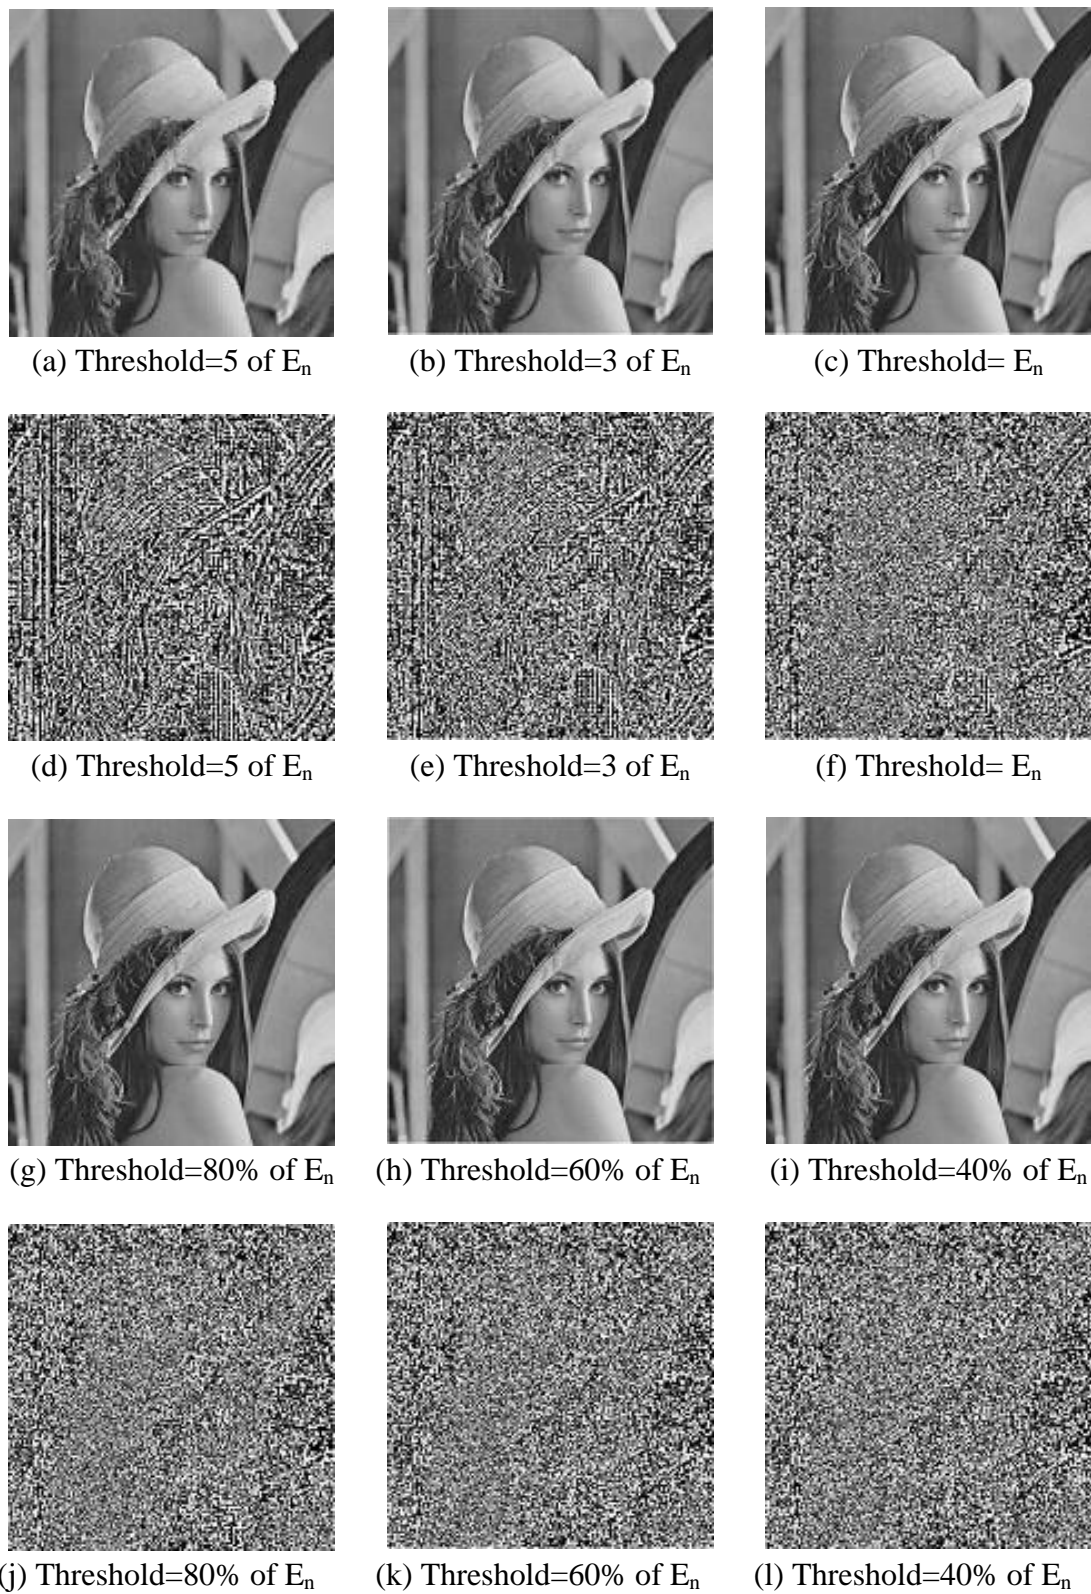 (a) Threshold=5 of Eₙ (b) Threshold=3 of Eₙ (c) Threshold= Eₙ
(d) Threshold=5 of Eₙ (e) Threshold=3 of Eₙ (f) Threshold= Eₙ
(g) Threshold=80% of Eₙ (h) Threshold=60% of Eₙ (i) Threshold=40% of Eₙ
(j) Threshold=80% of Eₙ (k) Threshold=60% of Eₙ (l) Threshold=40% of Eₙ